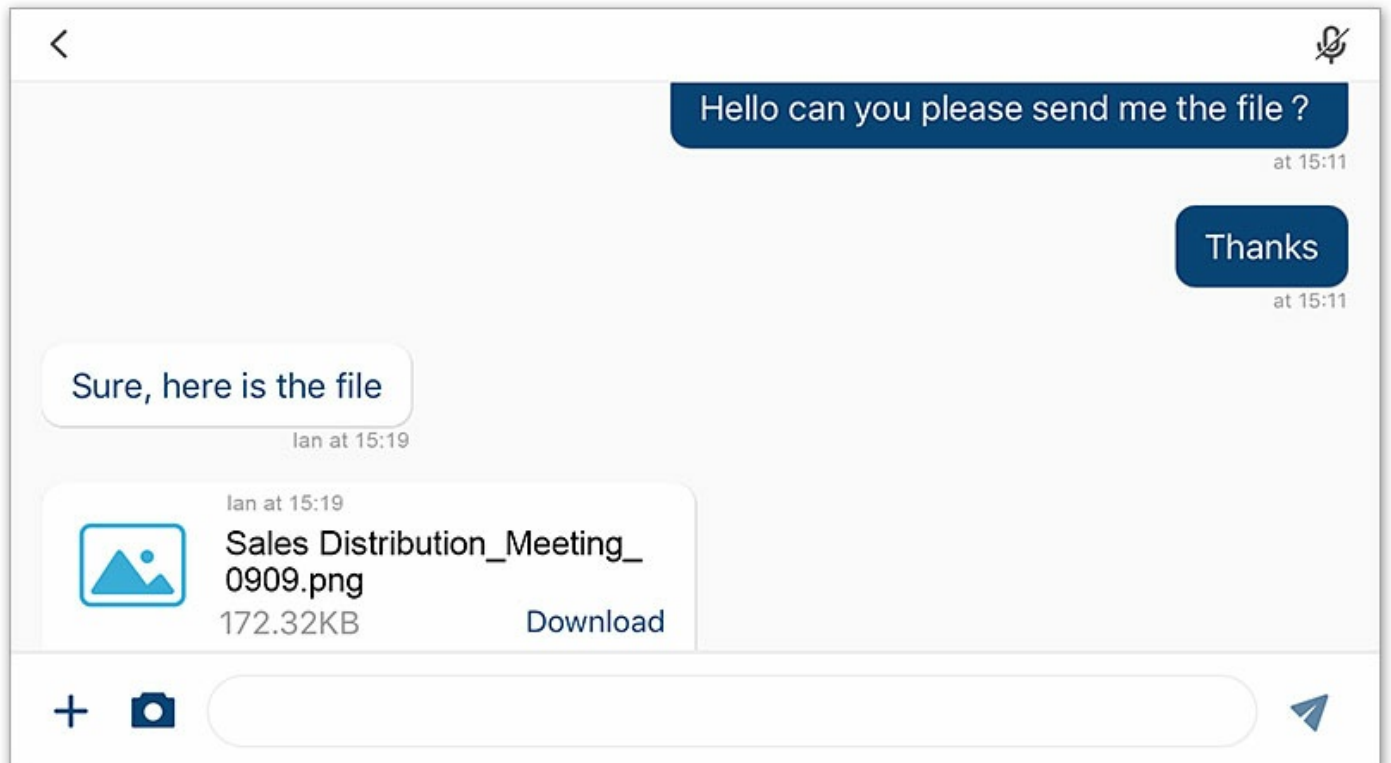 Hello can you please send me the file ?
at 15:11
Thanks
at 15:11
Sure, here is the file
Ian at 15:19
Ian at 15:19
Sales Distribution_Meeting_
0909.png
172.32KB
Download